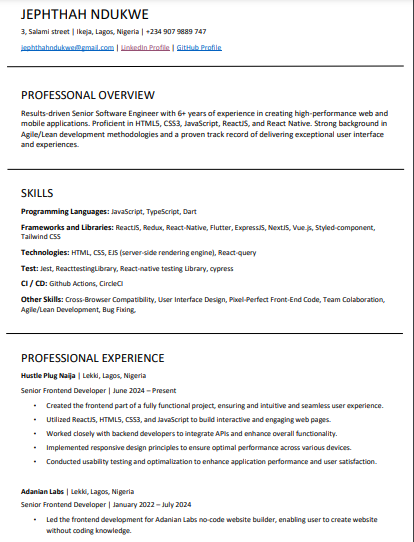 JEPHTHAH NDUKWE
3, Salami street | Ikeja, Lagos, Nigeria | +234 907 9889 747
jephthahndukwe@gmail.com | LinkedIn Profile | GitHub Profile
PROFESSIONAL OVERVIEW
Results-driven Senior Software Engineer with 6+ years of experience in creating high-performance web and
mobile applications. Proficient in HTML5, CSS3, JavaScript, ReactJS, and React Native. Strong background in
Agile/Lean development methodologies and a proven track record of delivering exceptional user interface
and experiences.
SKILLS
Programming Languages: JavaScript, TypeScript, Dart
Frameworks and Libraries: ReactJS, Redux, React-Native, Flutter, ExpressJS, NextJS, Vue.js, Styled-component,
Tailwind CSS
Technologies: HTML, CSS, EJS (server-side rendering engine), React-query
Test: Jest, ReacttestingLibrary, React-native testing Library, cypress
CI / CD: Github Actions, CircleCI
Other Skills: Cross-Browser Compatibility, User Interface Design, Pixel-Perfect Front-End Code, Team Colaboration,
Agile/Lean Development, Bug Fixing,
PROFESSIONAL EXPERIENCE
Hustle Plug Naija | Lekki, Lagos, Nigeria
Senior Frontend Developer | June 2024 – Present
• Created the frontend part of a fully functional project, ensuring and intuitive and seamless user experience.
• Utilized ReactJS, HTML5, CSS3, and JavaScript to build interactive and engaging web pages.
• Worked closely with backend developers to integrate APIs and enhance overall functionality.
• Implemented responsive design principles to ensure optimal performance across various devices.
• Conducted usability testing and optimization to enhance application performance and user satisfaction.
Adanian Labs | Lekki, Lagos, Nigeria
Senior Frontend Developer | January 2022 – July 2024
• Led the frontend development for Adanian Labs no-code website builder, enabling user to create website
without coding knowledge.